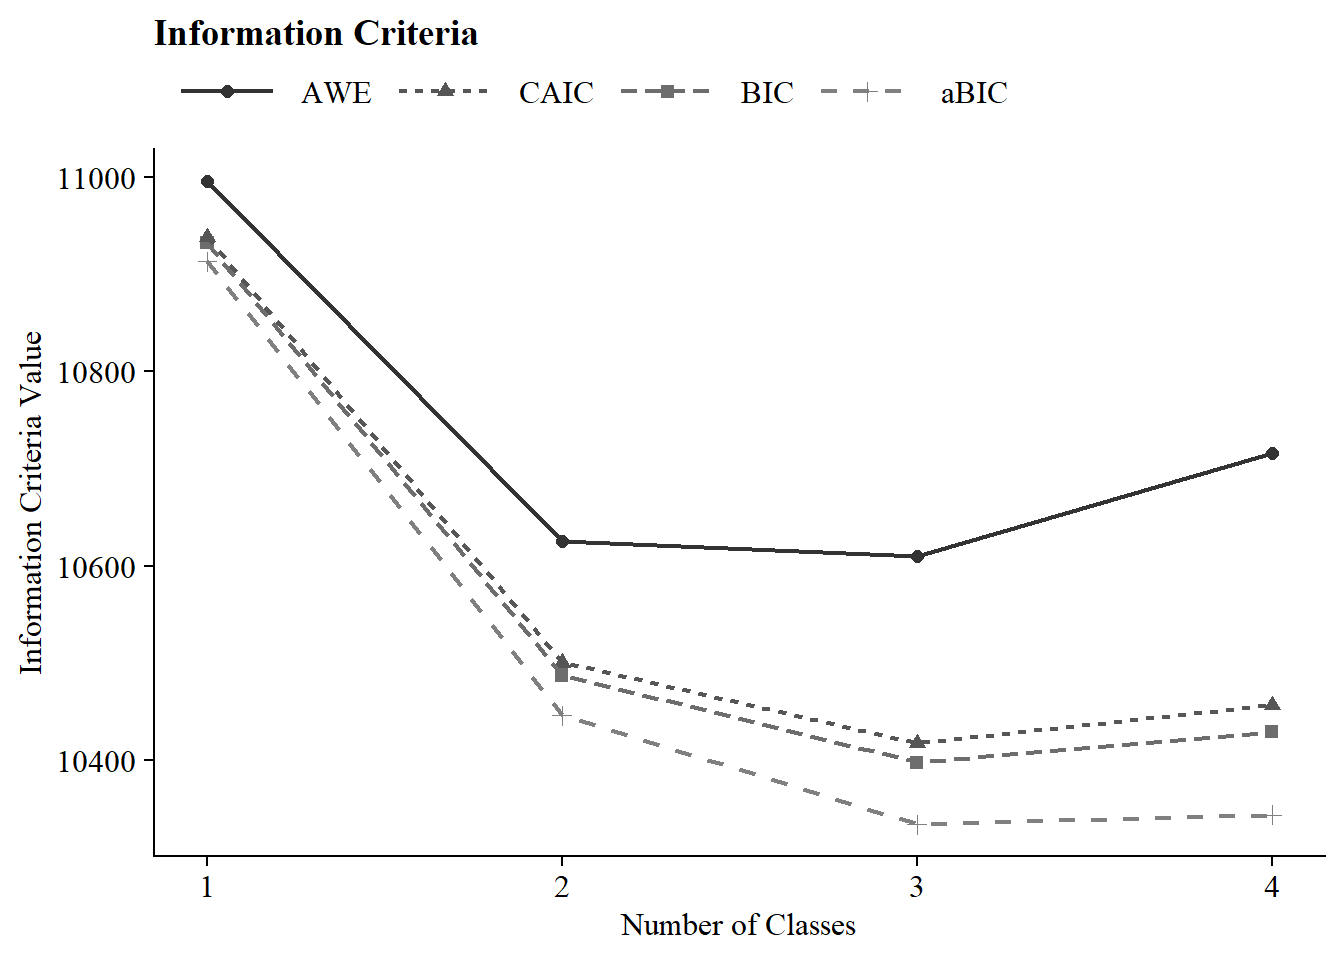 Information Criteria
AWE CAIC BIC aBIC
11000
10800
10600
10400
Information Criteria Value
1 2 3 4
Number of Classes